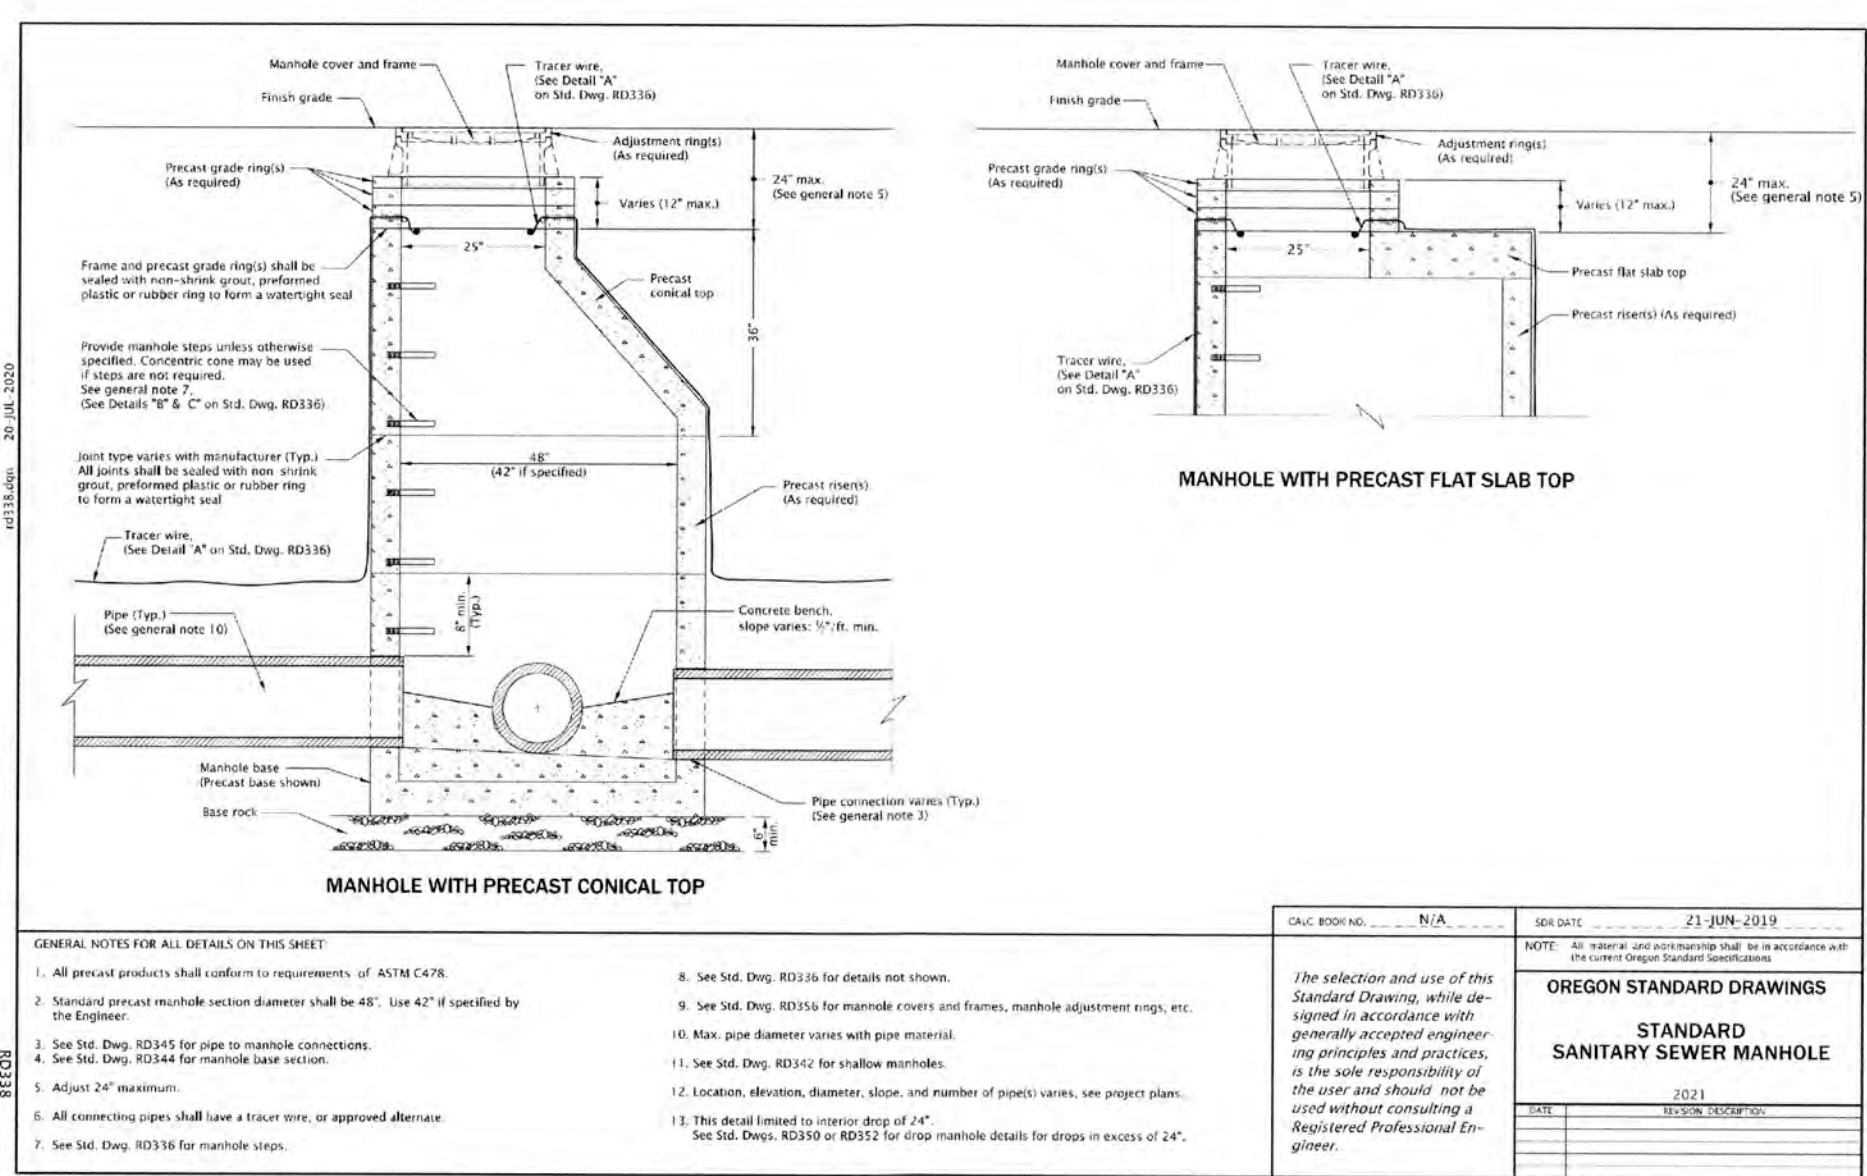 Manhole cover and frame
Finish grade
Tracer wire,
(See Detail "A"
on Std. Dwg. RD336)
Adjustment ring(s)
(As required)
Precast grade ring(s)
(As required)
24" max.
(See general note 5)
Varies (12" max.)
25"
Frame and precast grade ring(s) shall be
sealed with non-shrink grout, preformed
plastic or rubber ring to form a watertight seal
Precast
conical top
36"
Provide manhole steps unless otherwise
specified. Concentric cone may be used
if steps are not required.
See general note 7.
(See Details "B" & C" on Std. Dwg. RD336)
Joint type varies with manufacturer (Typ.)
All joints shall be sealed with non shrink
grout, preformed plastic or rubber ring
to form a watertight seal
48"
(42" if specified)
Precast riser(s)
(As required)
Tracer wire,
(See Detail "A" on Std. Dwg. RD336)
8" min.
(Typ.)
Pipe (Typ.)
(See general note 10)
Concrete bench,
slope varies: ½"/ft. min.
Manhole base
(Precast base shown)
Base rock
Pipe connection varies (Typ.)
(See general note 3)
6"
min.
MANHOLE WITH PRECAST CONICAL TOP
Manhole cover and frame
Finish grade
Tracer wire,
(See Detail "A"
on Std. Dwg. RD336)
Adjustment ring(s)
(As required)
Precast grade ring(s)
(As required)
24" max.
(See general note 5)
Varies (12" max.)
25"
Precast flat slab top
Precast riser(s) (As required)
Tracer wire,
(See Detail "A"
on Std. Dwg. RD336)
MANHOLE WITH PRECAST FLAT SLAB TOP
rd338.dgn 20-JUL-2020
RD338
GENERAL NOTES FOR ALL DETAILS ON THIS SHEET
1. All precast products shall conform to requirements of ASTM C478.
2. Standard precast manhole section diameter shall be 48". Use 42" if specified by
the Engineer.
3. See Std. Dwg. RD345 for pipe to manhole connections.
4. See Std. Dwg. RD344 for manhole base section.
5. Adjust 24" maximum.
6. All connecting pipes shall have a tracer wire, or approved alternate.
7. See Std. Dwg. RD336 for manhole steps.
8. See Std. Dwg. RD336 for details not shown.
9. See Std. Dwg. RD356 for manhole covers and frames, manhole adjustment rings, etc.
10. Max. pipe diameter varies with pipe material.
11. See Std. Dwg. RD342 for shallow manholes.
12. Location, elevation, diameter, slope, and number of pipe(s) varies, see project plans.
13. This detail limited to interior drop of 24".
See Std. Dwgs. RD350 or RD352 for drop manhole details for drops in excess of 24".
CALC BOOK NO. N/A
SDR DATE 21-JUN-2019
The selection and use of this
Standard Drawing, while de-
signed in accordance with
generally accepted engineer-
ing principles and practices,
is the sole responsibility of
the user and should not be
used without consulting a
Registered Professional En-
gineer.
NOTE: All material and workmanship shall be in accordance with
the current Oregon Standard Specifications
OREGON STANDARD DRAWINGS
STANDARD
SANITARY SEWER MANHOLE
2021
DATE REVISION DESCRIPTION